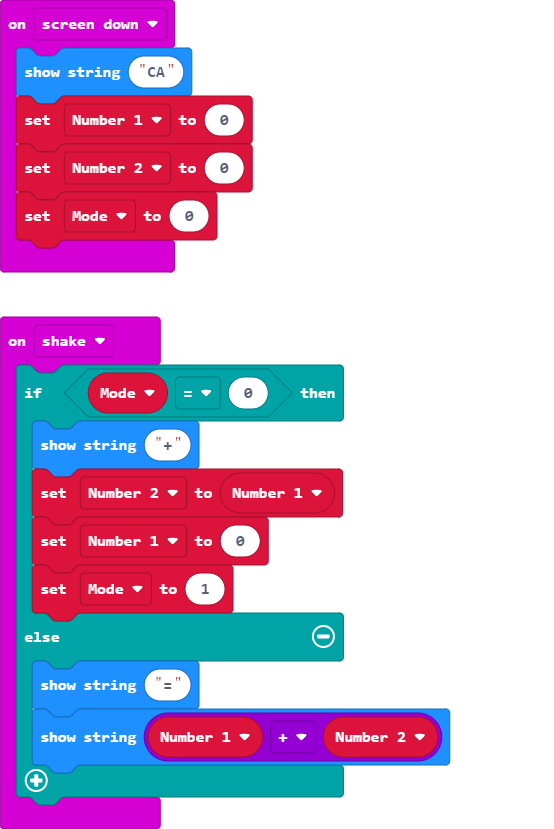 on screen down
show string "CA"
set Number 1 to 0
set Number 2 to 0
set Mode to 0
on shake
if Mode = 0 then
show string "+"
set Number 2 to Number 1
set Number 1 to 0
set Mode to 1
else
show string "="
show string Number 1 + Number 2